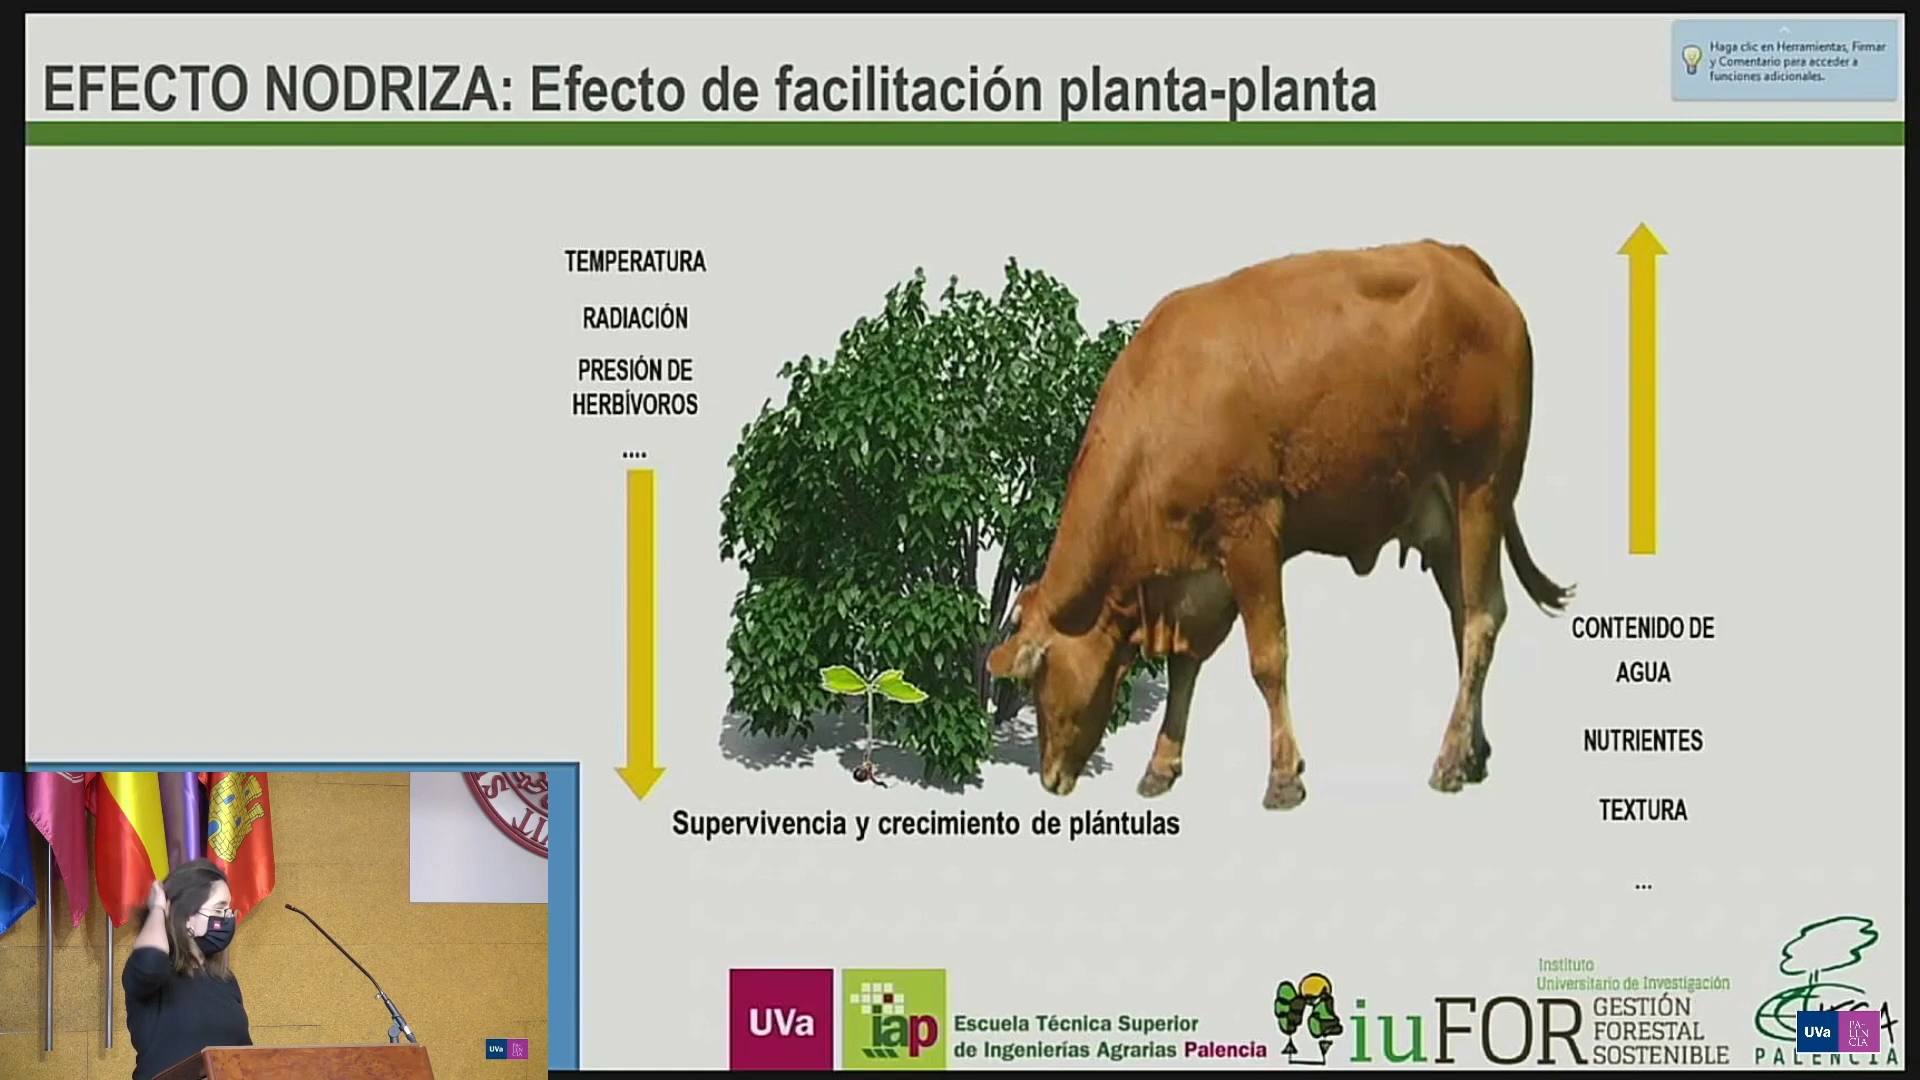 EFECTO NODRIZA: Efecto de facilitación planta-planta
Haga clic en Herramientas, Firmar
y Comentario para acceder a
funciones adicionales.
TEMPERATURA
RADIACIÓN
PRESIÓN DE
HERBÍVOROS
....
CONTENIDO DE
AGUA
NUTRIENTES
TEXTURA
...
Supervivencia y crecimiento de plántulas
UVa
iap
Escuela Técnica Superior
de Ingenierías Agrarias Palencia
Instituto
Universitario de Investigación
iuFOR
GESTIÓN
FORESTAL
SOSTENIBLE
PALENCIA
UVa
PA-
LEN
CIA
UVa